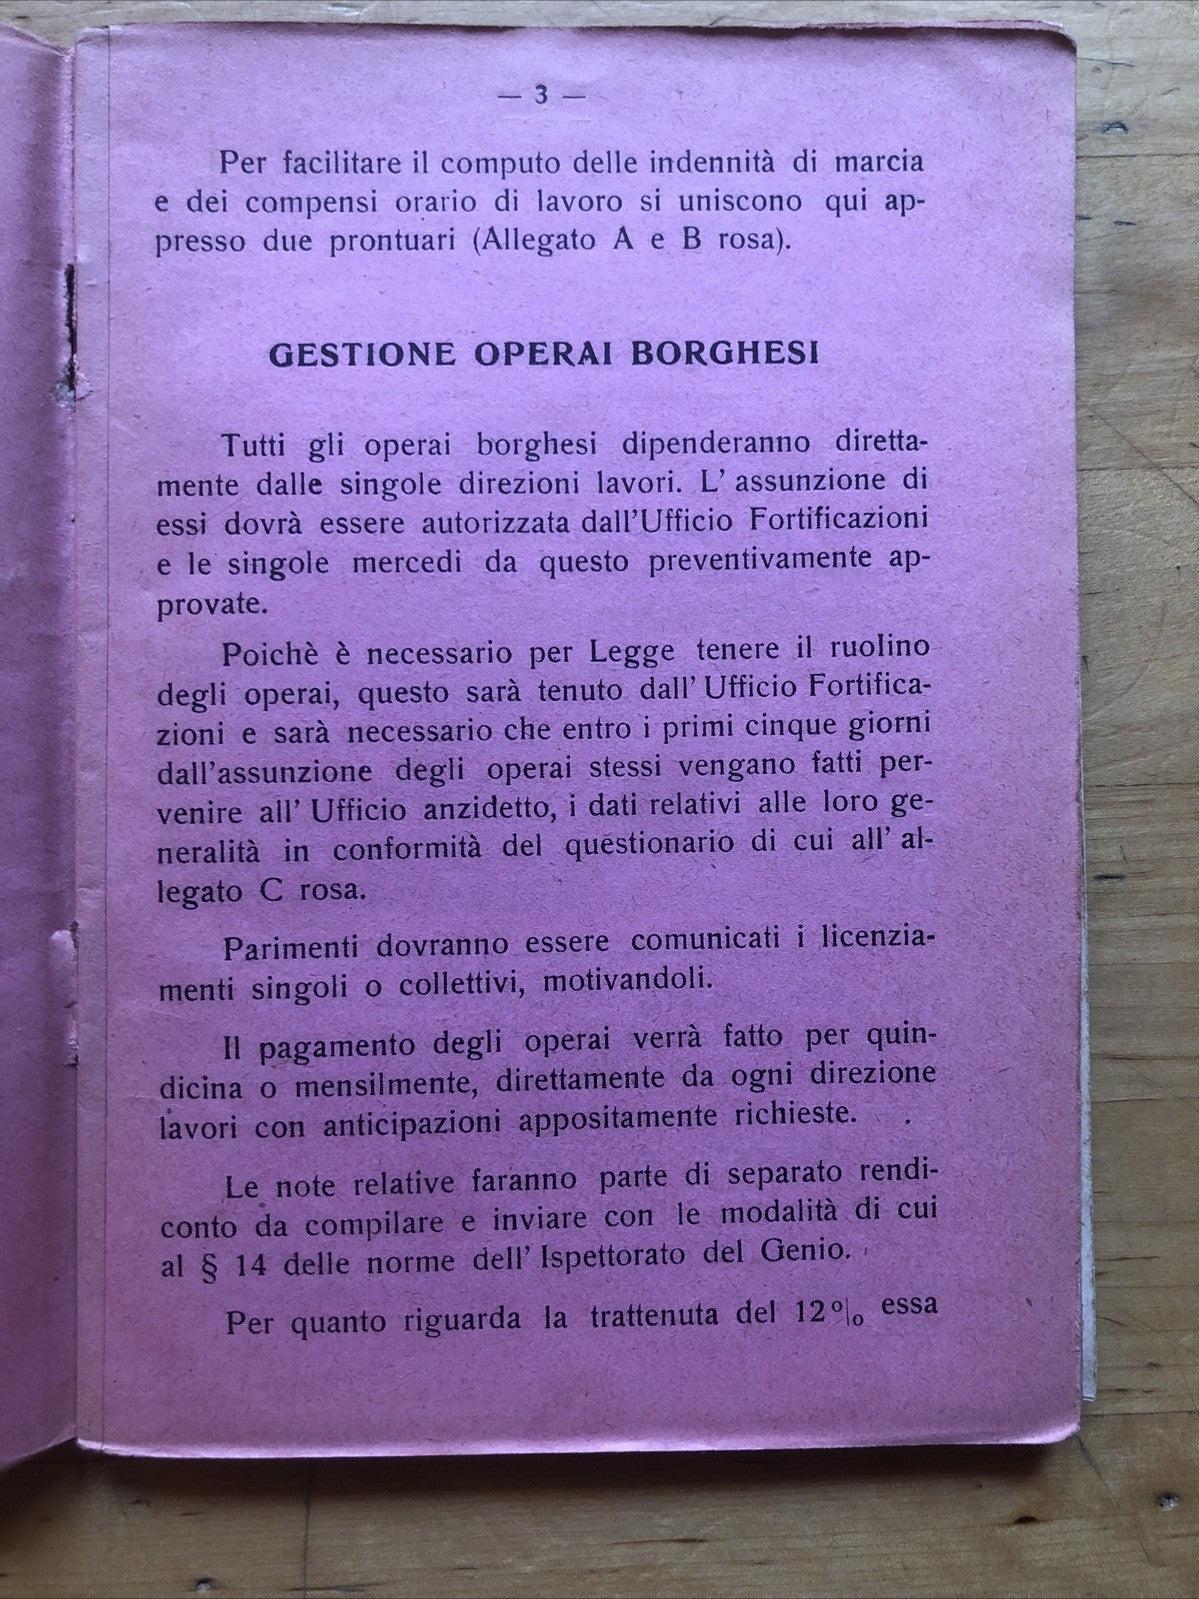 — 3 —
Per facilitare il computo delle indennità di marcia
e dei compensi orario di lavoro si uniscono qui ap-
presso due prontuari (Allegato A e B rosa).
GESTIONE OPERAI BORGHESI
Tutti gli operai borghesi dipenderanno diretta-
mente dalle singole direzioni lavori. L' assunzione di
essi dovrà essere autorizzata dall'Ufficio Fortificazioni
e le singole mercedi da questo preventivamente ap-
provate.
Poichè è necessario per Legge tenere il ruolino
degli operai, questo sarà tenuto dall' Ufficio Fortifica-
zioni e sarà necessario che entro i primi cinque giorni
dall'assunzione degli operai stessi vengano fatti per-
venire all' Ufficio anzidetto, i dati relativi alle loro ge-
neralità in conformità del questionario di cui all' al-
legato C rosa.
Parimenti dovranno essere comunicati i licenzia-
menti singoli o collettivi, motivandoli.
Il pagamento degli operai verrà fatto per quin-
dicina o mensilmente, direttamente da ogni direzione
lavori con anticipazioni appositamente richieste.
Le note relative faranno parte di separato rendi-
conto da compilare e inviare con le modalità di cui
al § 14 delle norme dell' Ispettorato del Genio.
Per quanto riguarda la trattenuta del 12 % essa